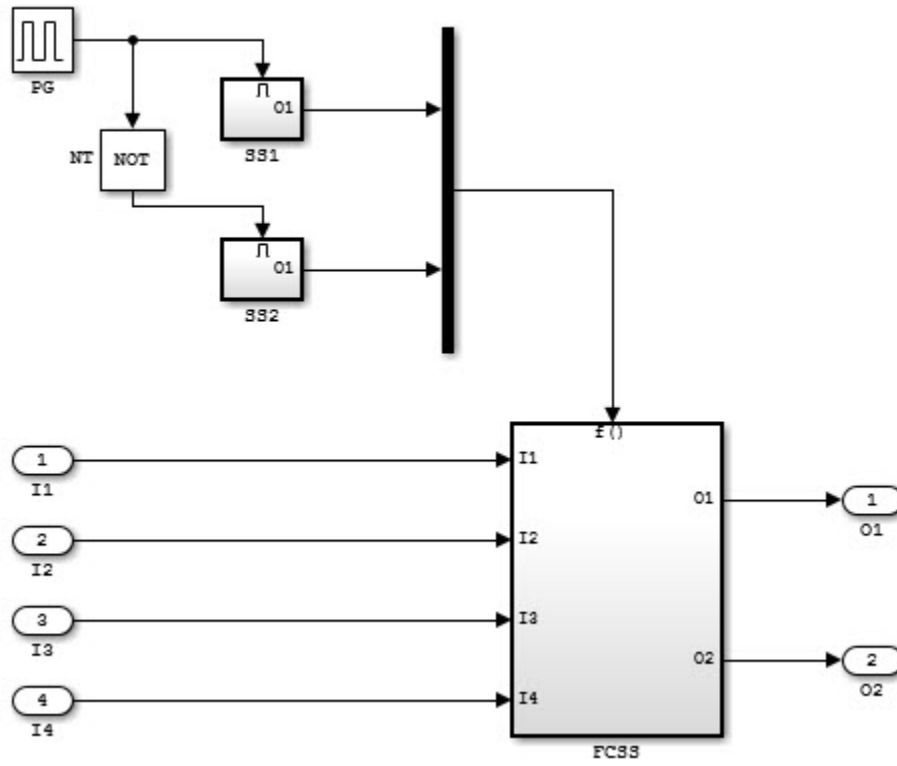 PG
O1
SS1
NT
NOT
O1
SS2
f()
1
I1
I1
O1
1
O1
2
I2
I2
3
I3
I3
O2
2
O2
4
I4
I4
FCSS